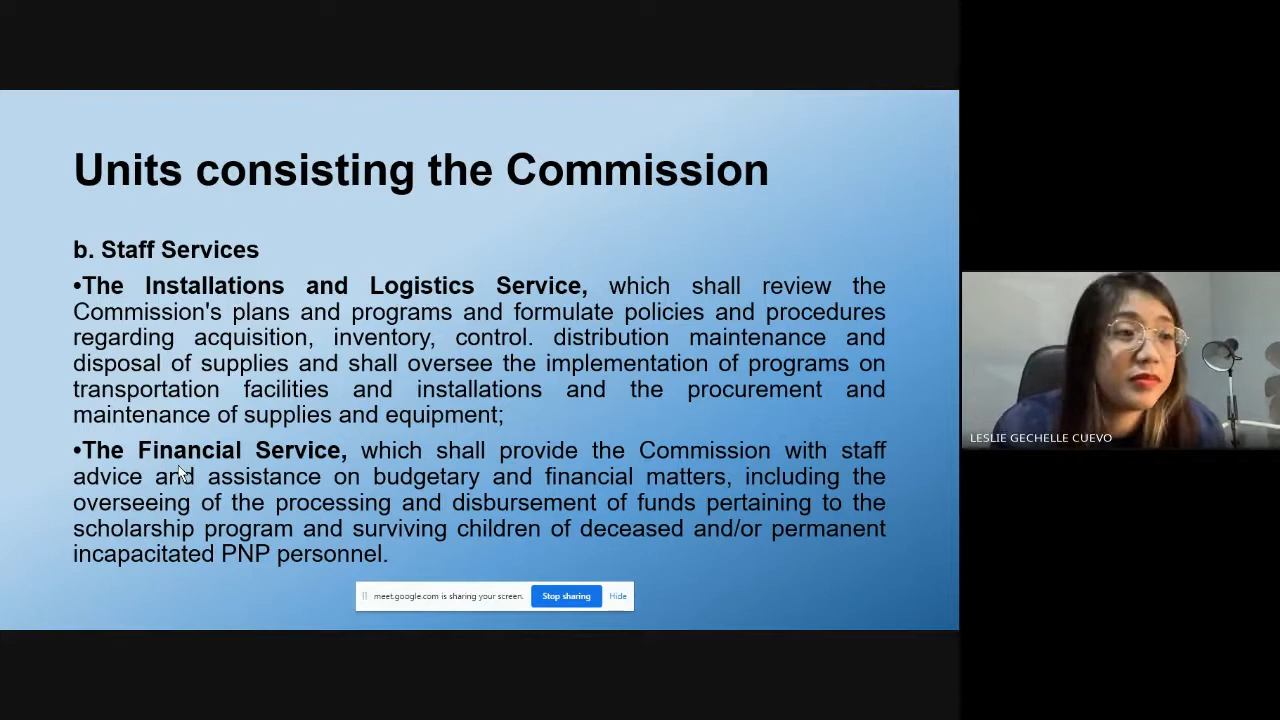 Units consisting the Commission
b. Staff Services
•The Installations and Logistics Service, which shall review the
Commission's plans and programs and formulate policies and procedures
regarding acquisition, inventory, control. distribution maintenance and
disposal of supplies and shall oversee the implementation of programs on
transportation facilities and installations and the procurement and
maintenance of supplies and equipment;
•The Financial Service, which shall provide the Commission with staff
advice and assistance on budgetary and financial matters, including the
overseeing of the processing and disbursement of funds pertaining to the
scholarship program and surviving children of deceased and/or permanent
incapacitated PNP personnel.
meet.google.com is sharing your screen. Stop sharing Hide
LESLIE GECHELLE CUEVO